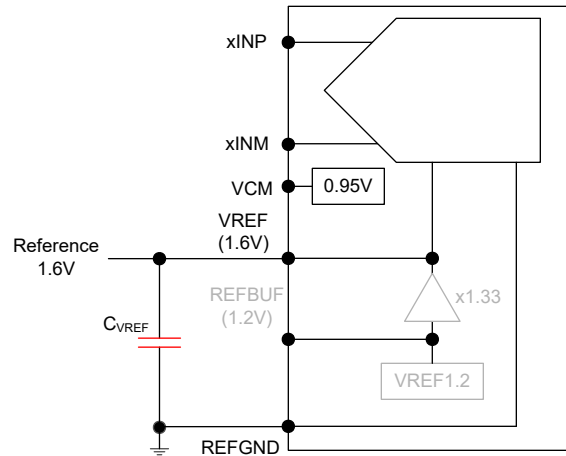 xINP
xINM
VCM
0.95V
VREF
(1.6V)
Reference
1.6V
REFBUF
(1.2V)
x1.33
CVREF
VREF1.2
REFGND